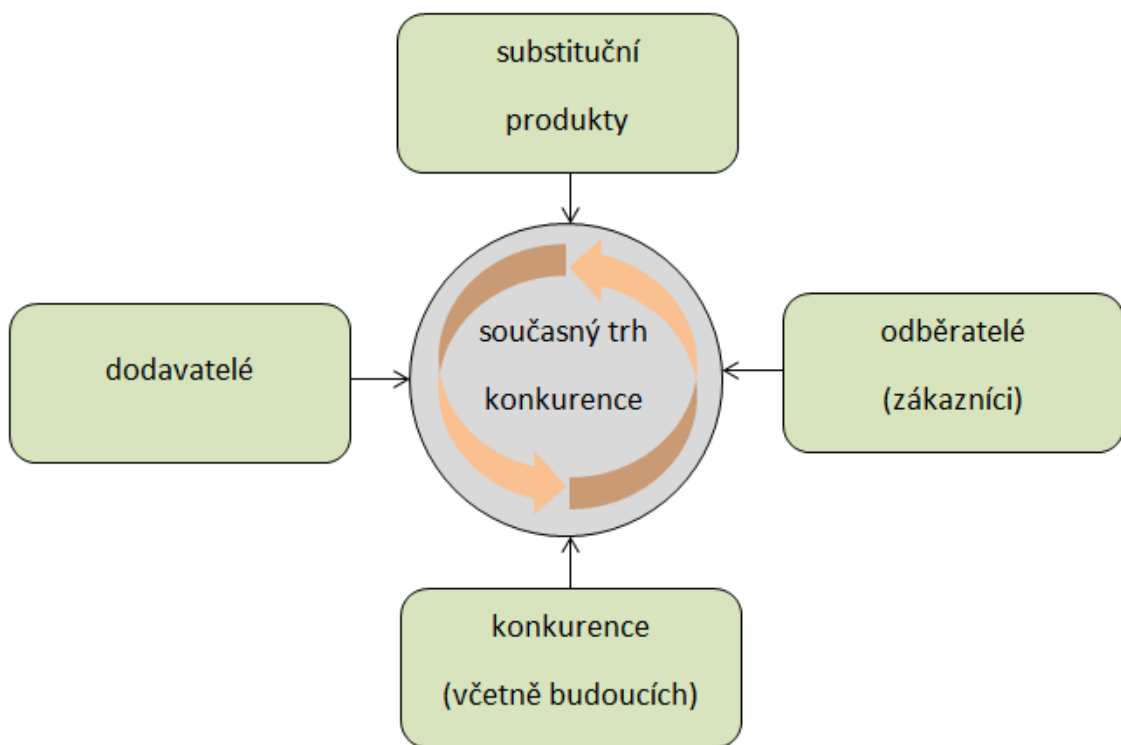 substituční
produkty
dodavatelé
současný trh
konkurence
odběratelé
(zákazníci)
konkurence
(včetně budoucích)